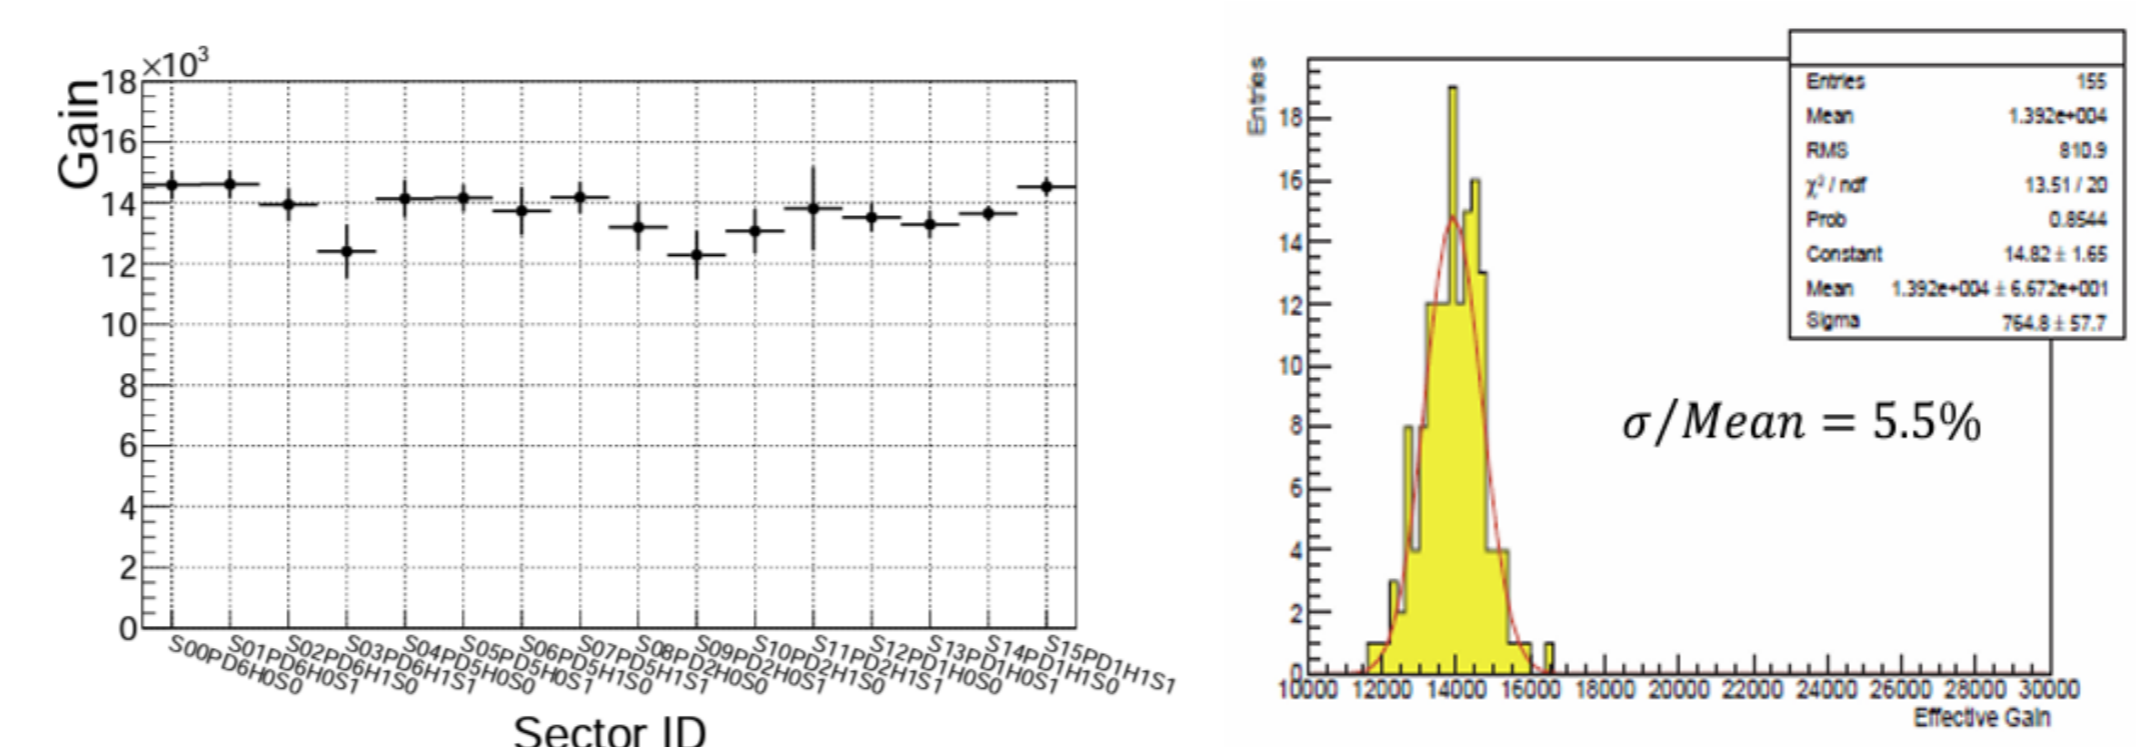 ×10³
Gain
18
16
14
12
10
8
6
4
2
0
S00PD6H0S0
S01PD6H0S1
S02PD6H1S0
S03PD6H1S1
S04PD5H0S0
S05PD5H0S1
S06PD5H1S0
S07PD5H1S1
S08PD2H0S0
S09PD2H0S1
S10PD2H1S0
S11PD2H1S1
S12PD1H0S0
S13PD1H0S1
S14PD1H1S0
S15PD1H1S1
Sector ID
Entries
18
16
14
12
10
8
6
4
2
0
10000 12000 14000 16000 18000 20000 22000 24000 26000 28000 30000
Effective Gain
Entries 155
Mean 1.392e+004
RMS 810.9
χ² / ndf 13.51 / 20
Prob 0.8544
Constant 14.82 ± 1.65
Mean 1.392e+004 ± 6.672e+001
Sigma 764.8 ± 57.7
σ/Mean = 5.5%